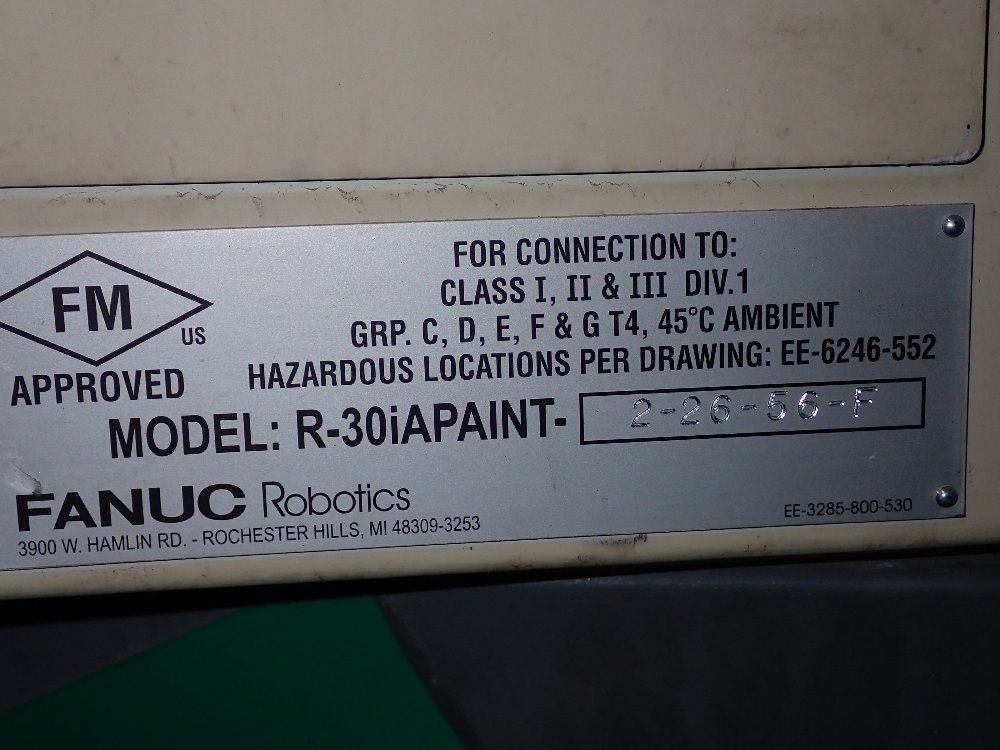 FOR CONNECTION TO:
CLASS I, II & III DIV.1
GRP. C, D, E, F & G T4, 45°C AMBIENT
HAZARDOUS LOCATIONS PER DRAWING: EE-6246-552
FM US
APPROVED
MODEL: R-30iAPAINT- 2-26-56-F
FANUC Robotics
3900 W. HAMLIN RD. - ROCHESTER HILLS, MI 48309-3253
EE-3285-800-530